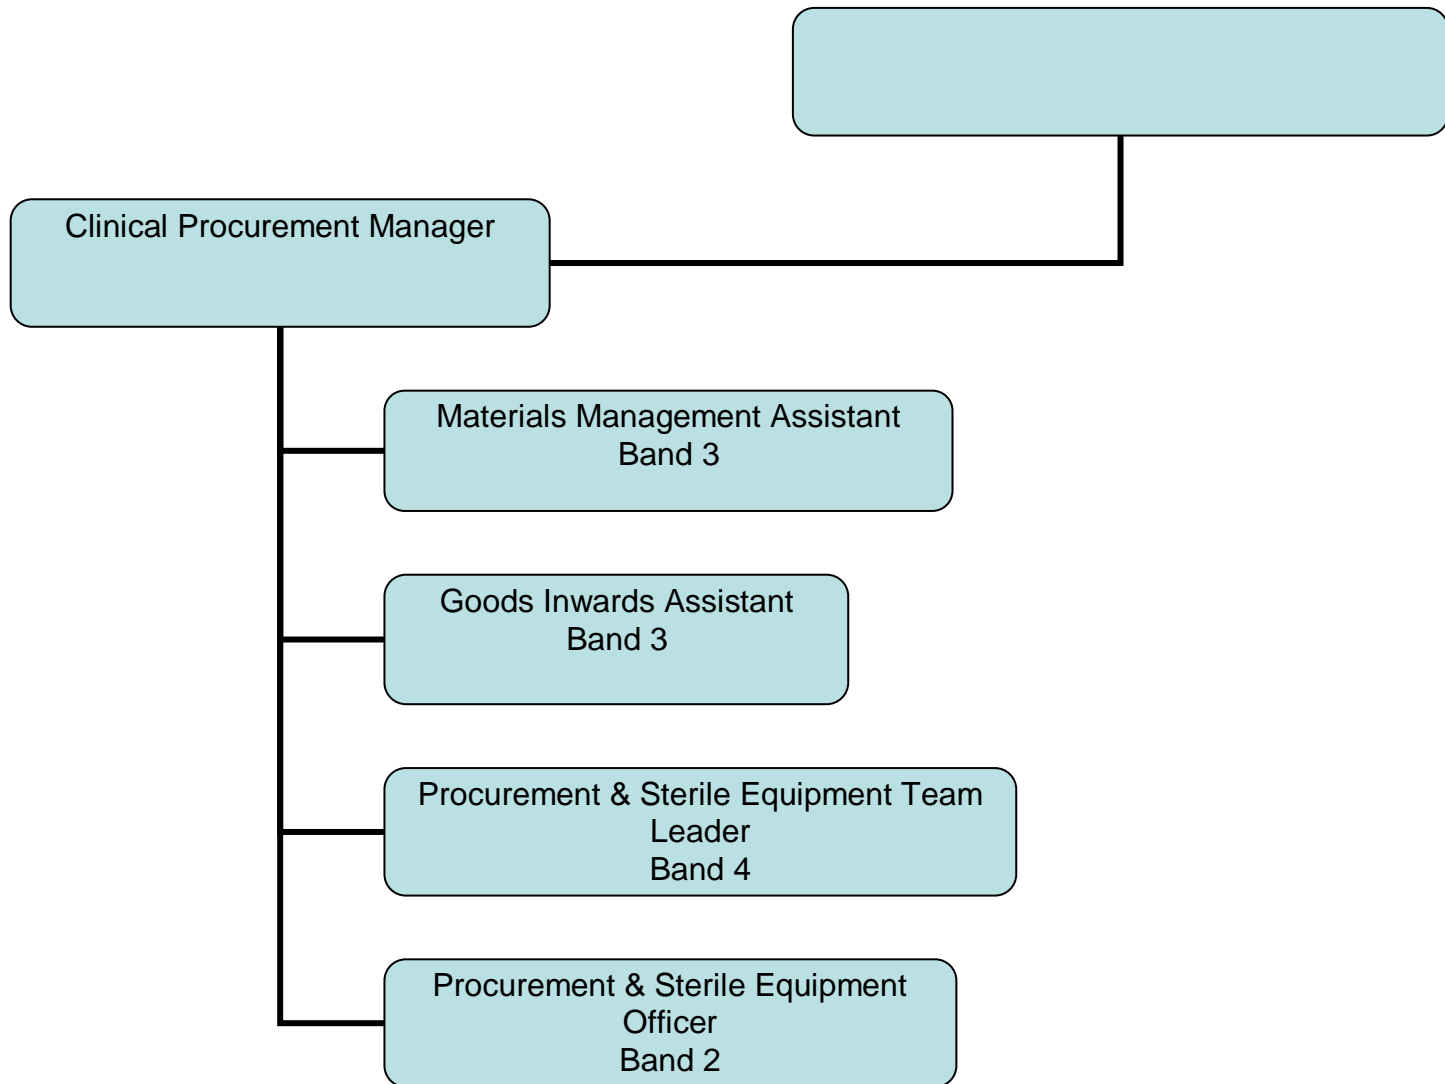 Clinical Procurement Manager
Materials Management Assistant
Band 3
Goods Inwards Assistant
Band 3
Procurement & Sterile Equipment Team
Leader
Band 4
Procurement & Sterile Equipment
Officer
Band 2